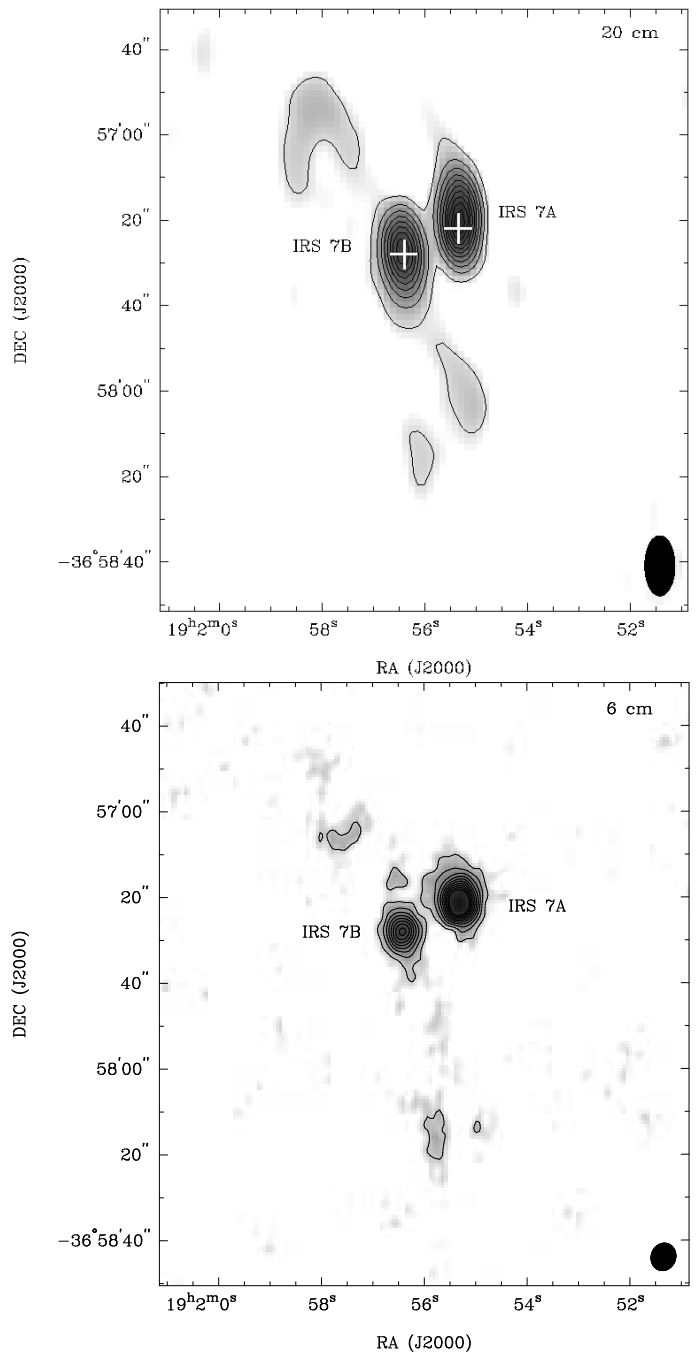 20 cm
40"
57'00"
20"
IRS 7A
IRS 7B
40"
58'00"
20"
−36°58'40"
DEC (J2000)
19ʰ2ᵐ0ˢ 58ˢ 56ˢ 54ˢ 52ˢ
RA (J2000)
6 cm
40"
57'00"
20"
IRS 7A
IRS 7B
40"
58'00"
20"
−36°58'40"
DEC (J2000)
19ʰ2ᵐ0ˢ 58ˢ 56ˢ 54ˢ 52ˢ
RA (J2000)